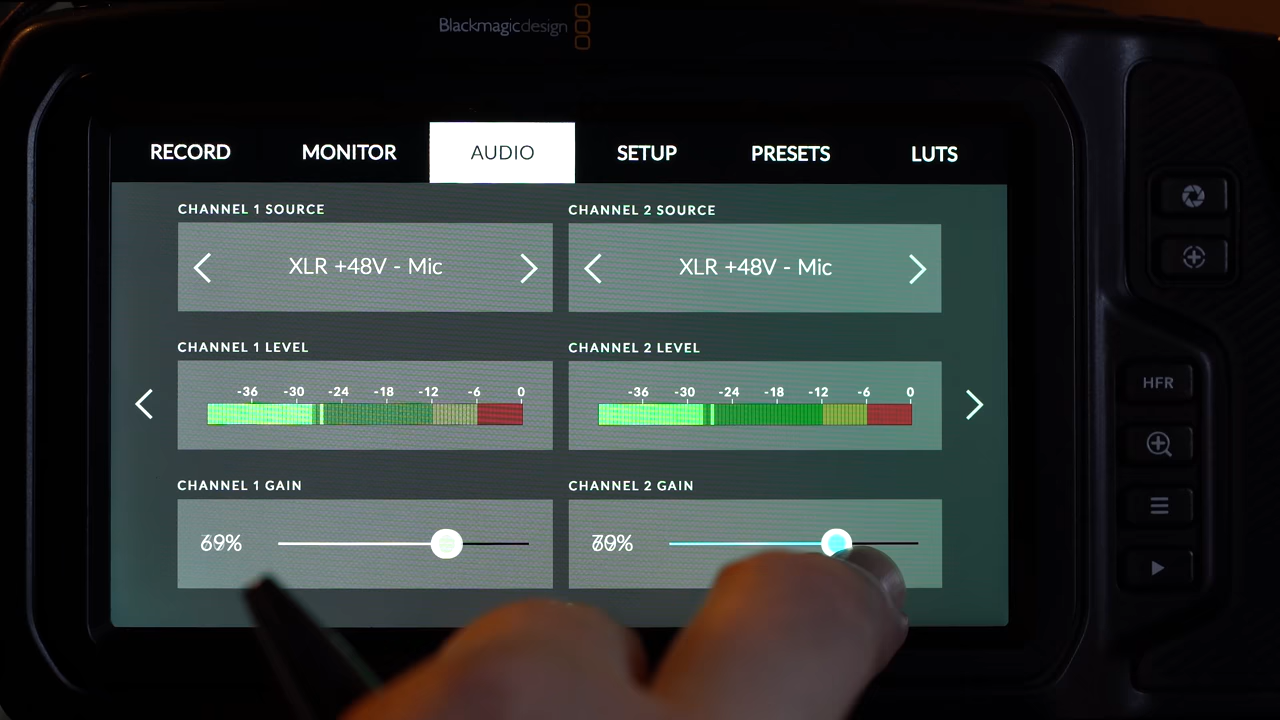 Blackmagicdesign
RECORD MONITOR AUDIO SETUP PRESETS LUTS
CHANNEL 1 SOURCE CHANNEL 2 SOURCE
XLR +48V - Mic XLR +48V - Mic
CHANNEL 1 LEVEL CHANNEL 2 LEVEL
-36 -30 -24 -18 -12 -6 0 -36 -30 -24 -18 -12 -6 0
HFR
CHANNEL 1 GAIN CHANNEL 2 GAIN